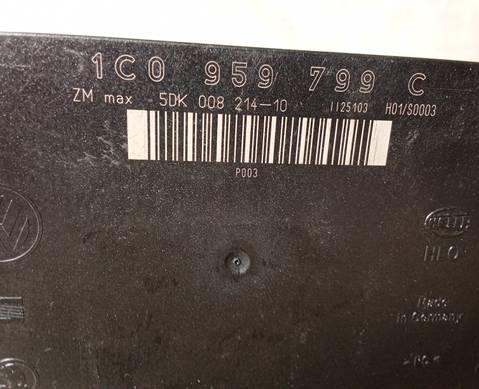 1C0 959 799 C
ZM max 5DK 008 214-10 1125103 H01/S0003
P003
HELLA
Made
in Germany